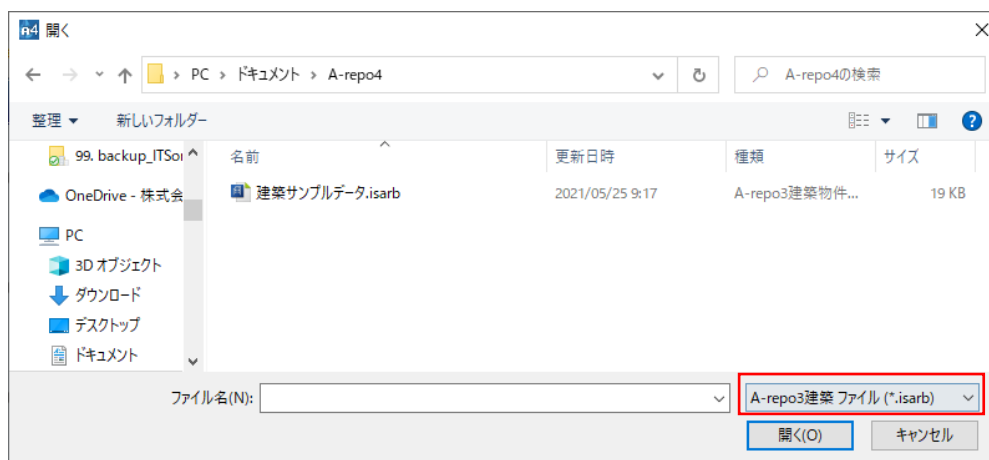 A4 開く
PC › ドキュメント › A-repo4
A-repo4の検索
整理 新しいフォルダー
99. backup_ITSo
名前 更新日時 種類 サイズ
OneDrive - 株式会
建築サンプルデータ.isarb 2021/05/25 9:17 A-repo3建築物件... 19 KB
PC
3D オブジェクト
ダウンロード
デスクトップ
ドキュメント
ファイル名(N):
A-repo3建築 ファイル (*.isarb)
開く(O) キャンセル